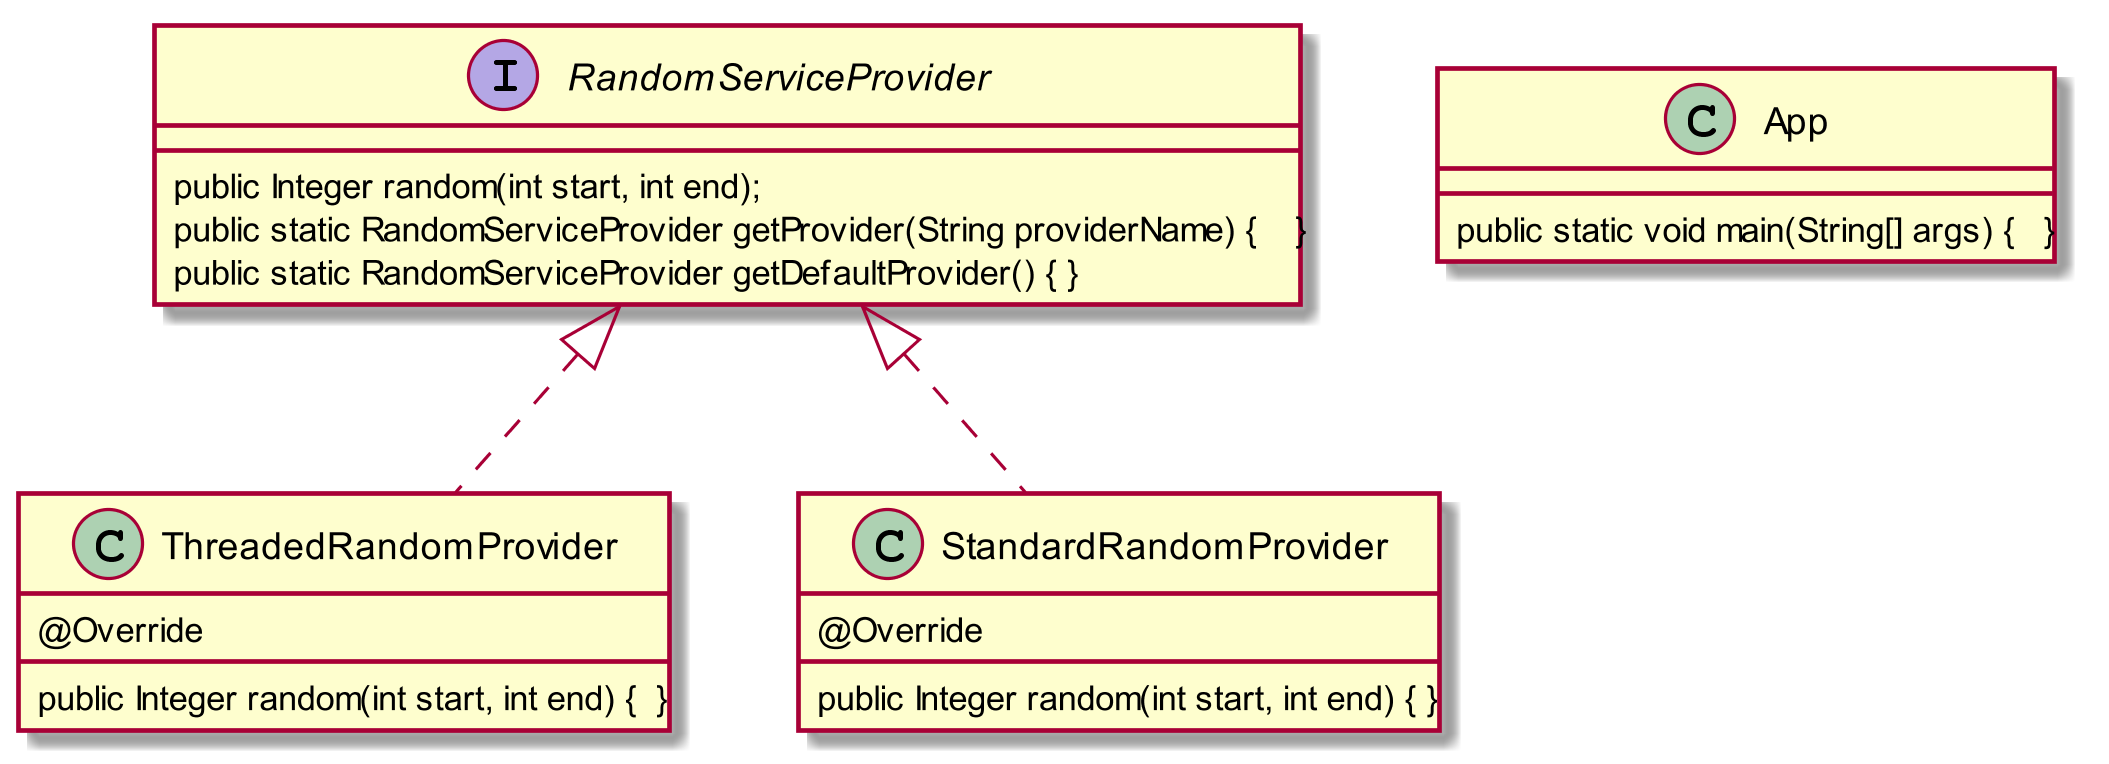 I RandomServiceProvider
public Integer random(int start, int end);
public static RandomServiceProvider getProvider(String providerName) {    }
public static RandomServiceProvider getDefaultProvider() { }
C App
public static void main(String[] args) {   }
C ThreadedRandomProvider
@Override
public Integer random(int start, int end) {  }
C StandardRandomProvider
@Override
public Integer random(int start, int end) { }